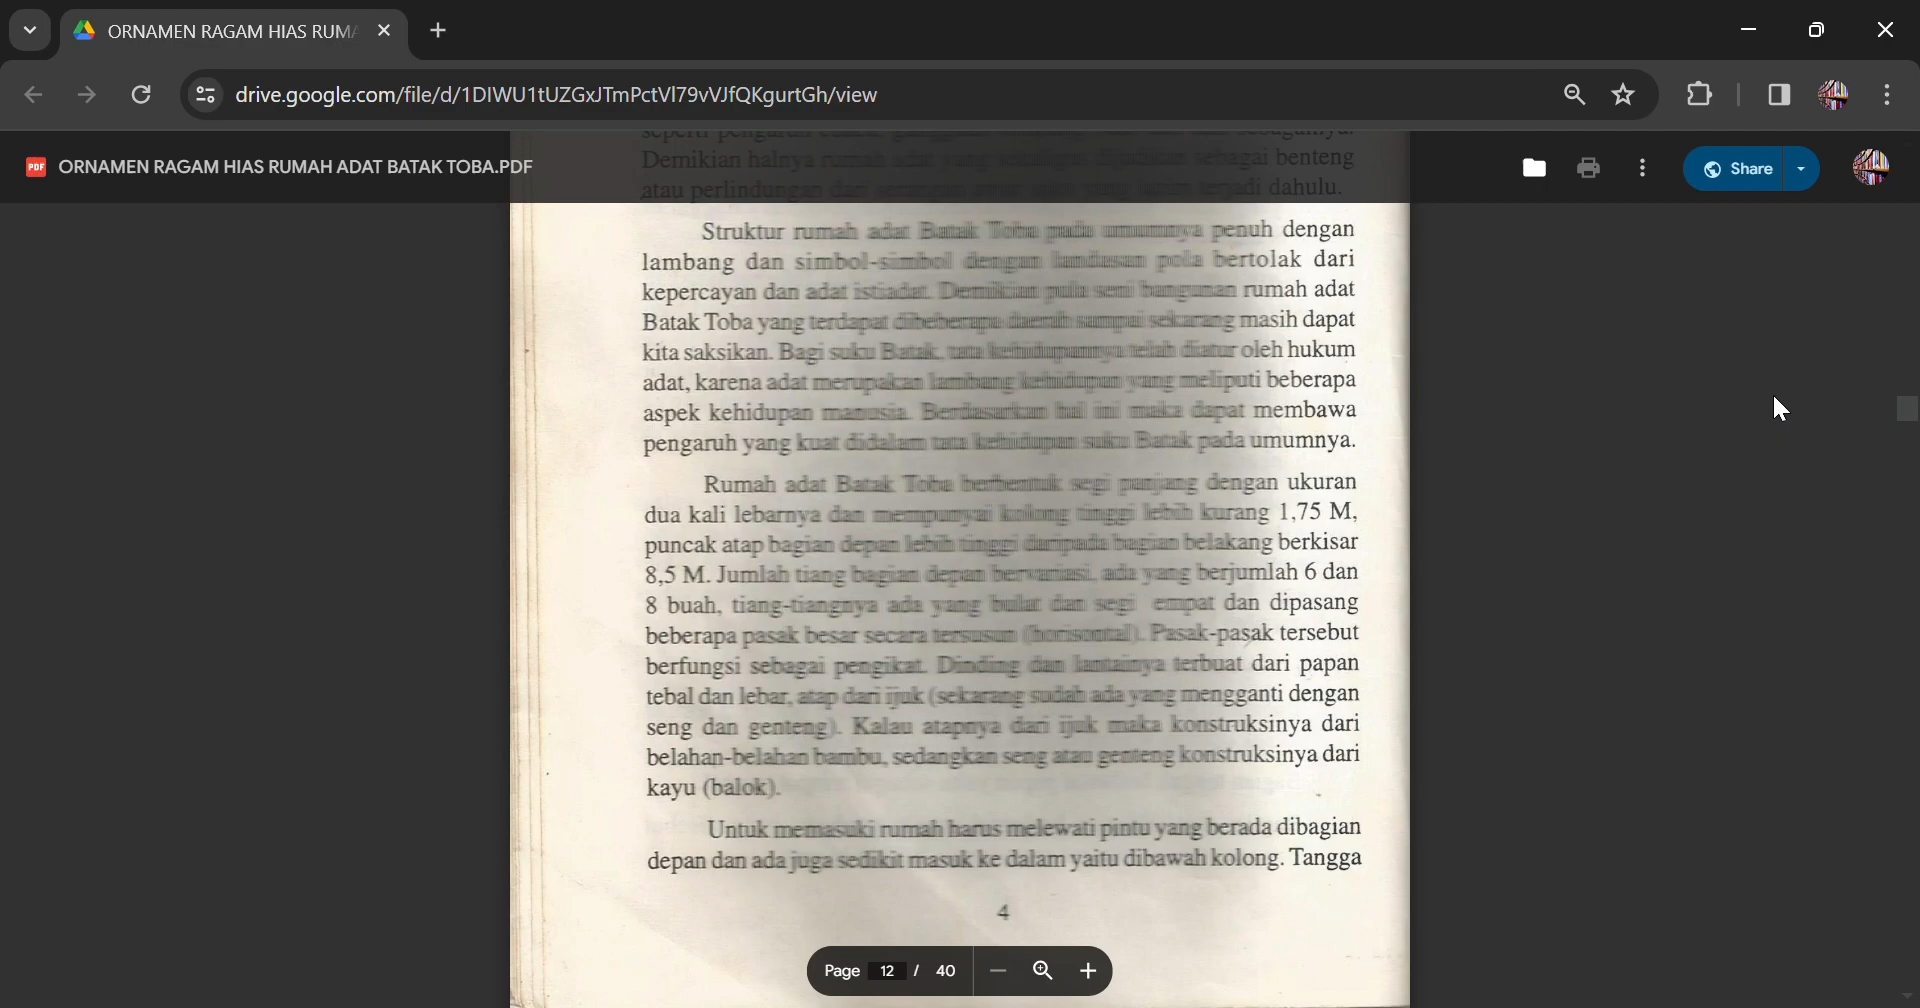 ORNAMEN RAGAM HIAS RUMA
drive.google.com/file/d/1DIWU1tUZGxJTmPctVl79vVJfQKgurtGh/view
PDF ORNAMEN RAGAM HIAS RUMAH ADAT BATAK TOBA.PDF
Share
Demikian halnya rumah adat yang sebagai benteng
atau perlindungan dari serangan yang terjadi dahulu.
Struktur rumah adat Batak Toba pada umumnya penuh dengan
lambang dan simbol-simbol dengan landasan pola bertolak dari
kepercayan dan adat istiadat. Demikian pula seni bangunan rumah adat
Batak Toba yang terdapat dibeberapa daerah sampai sekarang masih dapat
kita saksikan. Bagi suku Batak, tata kehidupannya telah diatur oleh hukum
adat, karena adat merupakan lambang kehidupan yang meliputi beberapa
aspek kehidupan manusia. Berdasarkan hal ini maka dapat membawa
pengaruh yang kuat didalam tata kehidupan suku Batak pada umumnya.
Rumah adat Batak Toba berbentuk segi panjang dengan ukuran
dua kali lebarnya dan mempunyai kolong tinggi lebih kurang 1,75 M,
puncak atap bagian depan lebih tinggi daripada bagian belakang berkisar
8,5 M. Jumlah tiang bagian depan bervariasi, ada yang berjumlah 6 dan
8 buah, tiang-tiangnya ada yang bulat dan segi empat dan dipasang
beberapa pasak besar secara tersusun (horisontal). Pasak-pasak tersebut
berfungsi sebagai pengikat. Dinding dan lantainya terbuat dari papan
tebal dan lebar, atap dari ijuk (sekarang sudah ada yang mengganti dengan
seng dan genteng). Kalau atapnya dari ijuk maka konstruksinya dari
belahan-belahan bambu, sedangkan seng atau genteng konstruksinya dari
kayu (balok).
Untuk memasuki rumah harus melewati pintu yang berada dibagian
depan dan ada juga sedikit masuk ke dalam yaitu dibawah kolong. Tangga
4
Page 12 / 40